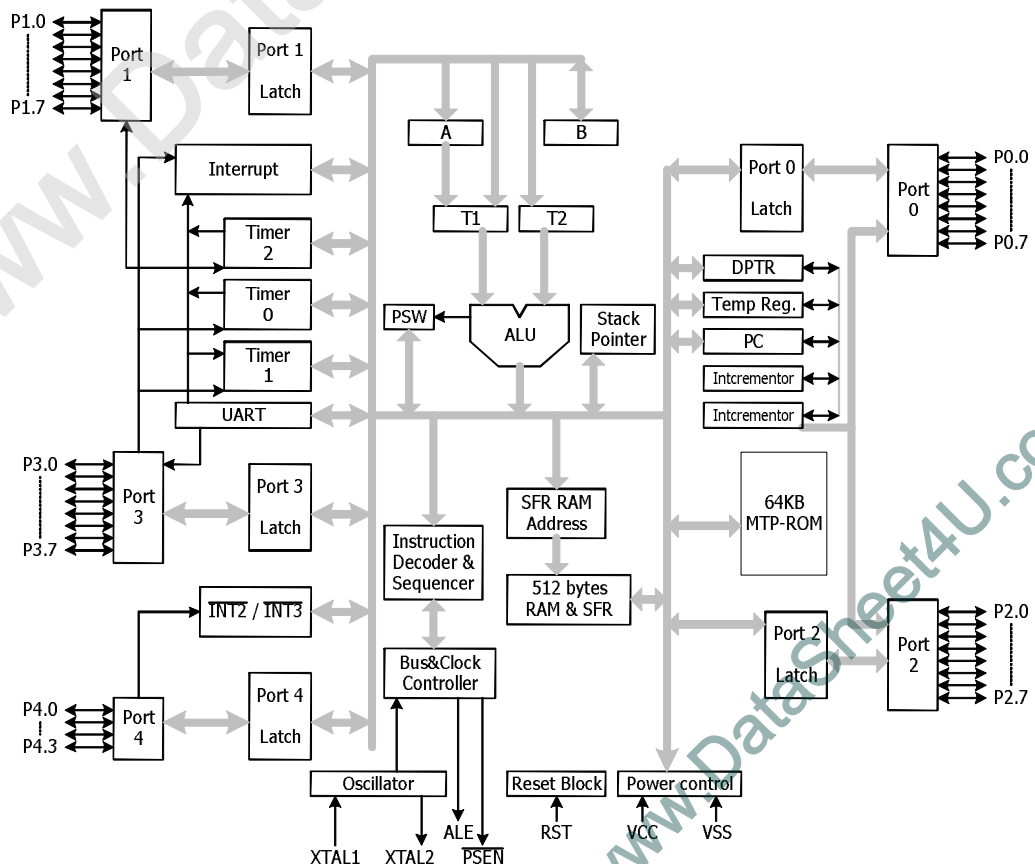 P1.0
P1.7
Port
1
Port 1
Latch
Interrupt
Timer
2
Timer
0
Timer
1
UART
P3.0
P3.7
Port
3
Port 3
Latch
INT2 / INT3
P4.0
P4.3
Port
4
Port 4
Latch
A
B
T1
T2
PSW
ALU
Stack
Pointer
SFR RAM
Address
Instruction
Decoder &
Sequencer
512 bytes
RAM & SFR
Bus&Clock
Controller
Oscillator
Reset Block
Power control
XTAL1
XTAL2
ALE
PSEN
RST
VCC
VSS
Port 0
Latch
Port
0
P0.0
P0.7
DPTR
Temp Reg.
PC
Intcrementor
Intcrementor
64KB
MTP-ROM
Port 2
Latch
Port
2
P2.0
P2.7
www.DataSheet4U.co
ww.Data